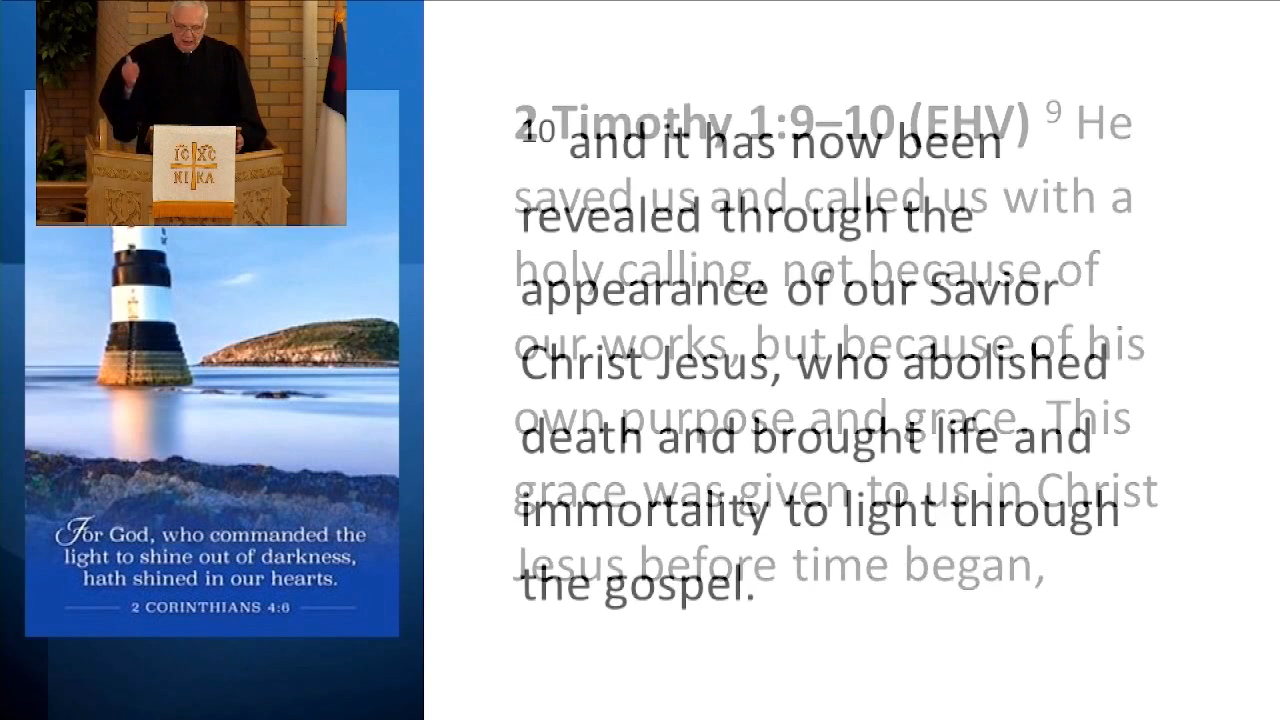 IC XC
NI KA
For God, who commanded the
light to shine out of darkness,
hath shined in our hearts.
2 CORINTHIANS 4:6
2 Timothy 1:9–10 (EHV) 9 He
saved us and called us with a
holy calling, not because of
our works, but because of his
own purpose and grace. This
grace was given to us in Christ
Jesus before time began,
10 and it has now been
revealed through the
appearance of our Savior
Christ Jesus, who abolished
death and brought life and
immortality to light through
the gospel.